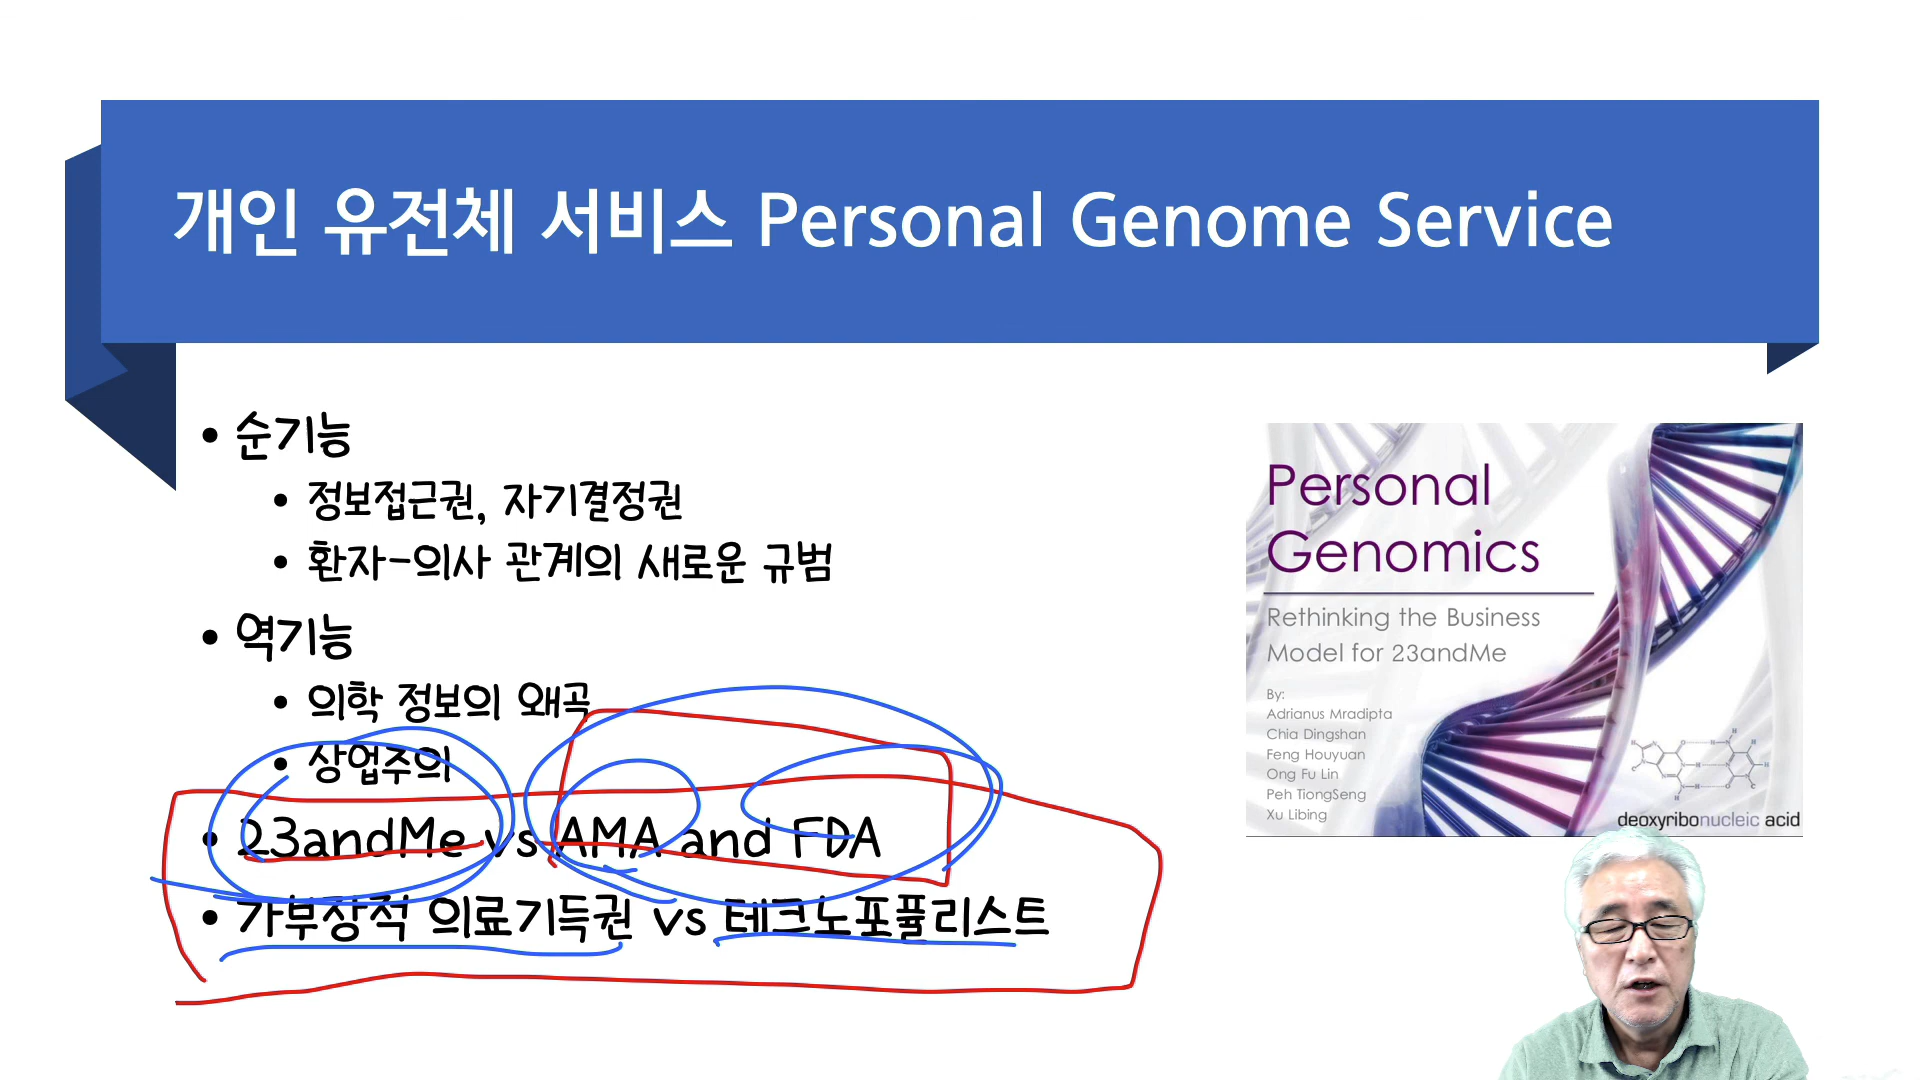 개인 유전체 서비스 Personal Genome Service
• 순기능
• 정보접근권, 자기결정권
• 환자-의사 관계의 새로운 규범
• 역기능
• 의학 정보의 왜곡
• 상업주의
• 23andMe vs AMA and FDA
• 가부장적 의료기득권 vs 테크노포퓰리스트
Personal
Genomics
Rethinking the Business
Model for 23andMe
By:
Adrianus Mradipta
Chia Dingshan
Feng Houyuan
Ong Fu Lin
Peh TiongSeng
Xu Libing
deoxyribonucleic acid